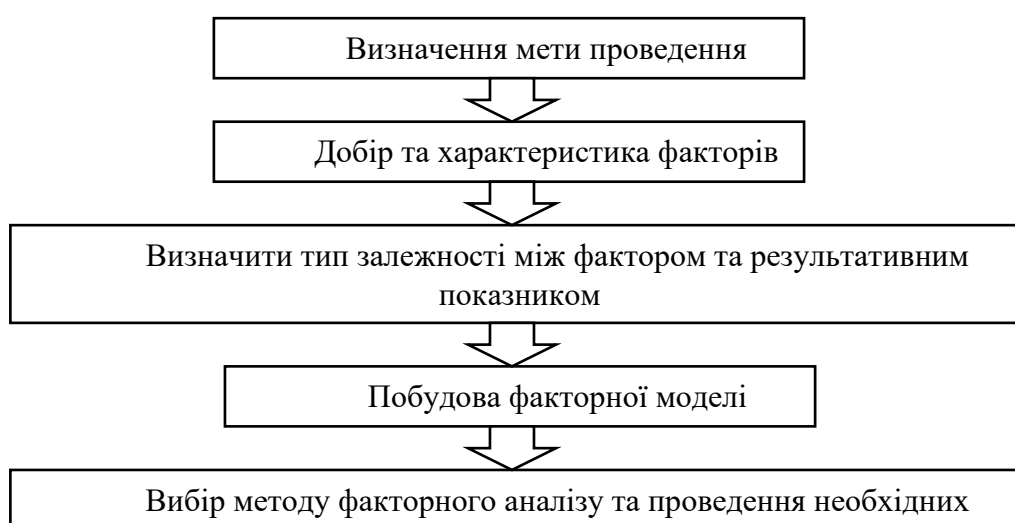 Визначення мети проведення
Добір та характеристика факторів
Визначити тип залежності між фактором та результативним
показником
Побудова факторної моделі
Вибір методу факторного аналізу та проведення необхідних